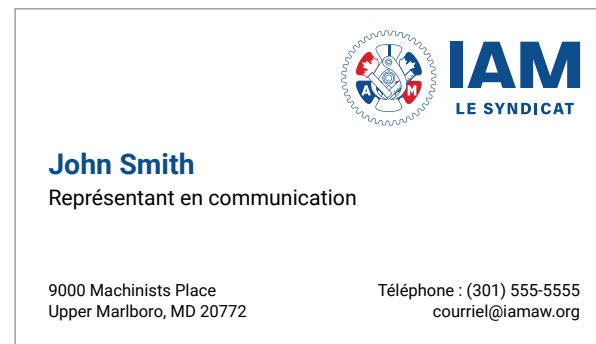 IAM
LE SYNDICAT
A M
John Smith
Représentant en communication
9000 Machinists Place
Upper Marlboro, MD 20772
Téléphone : (301) 555-5555
courriel@iamaw.org